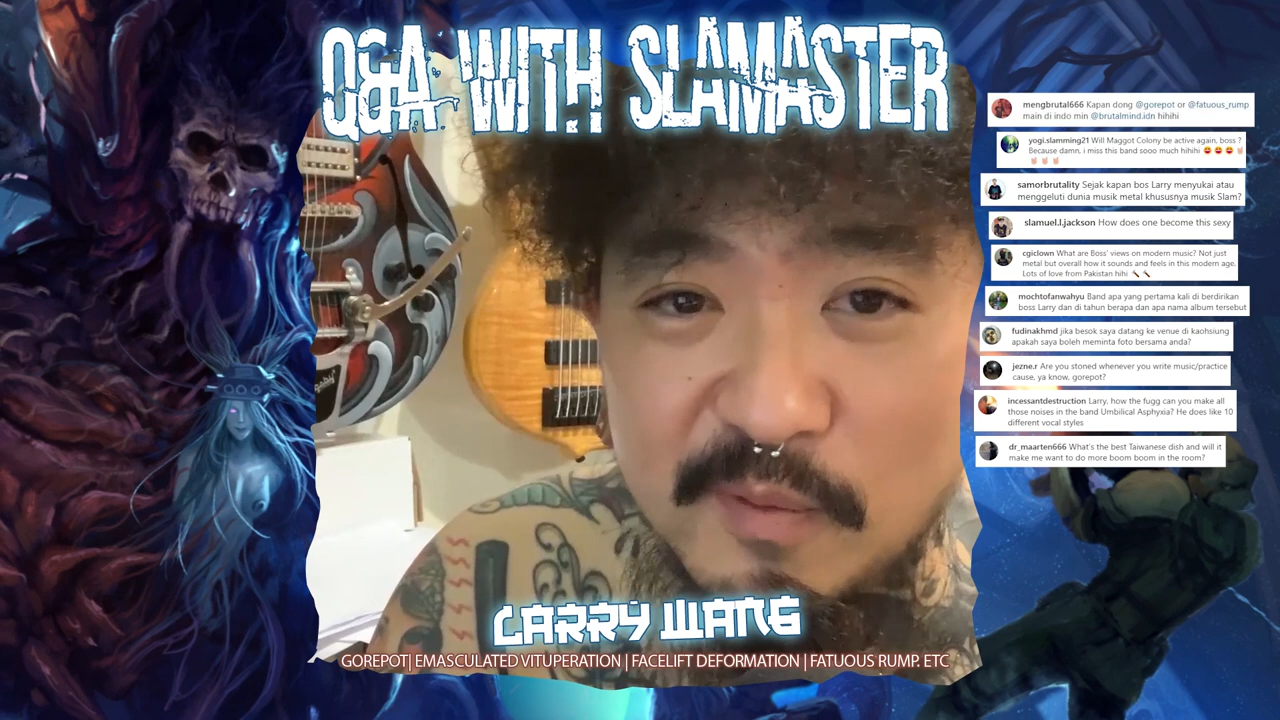 Q&A WITH SLAMASTER
mengbrutal666 Kapan dong @gorepot or @fatuous_rump
main di indo min @brutalmind.idn hihihi
yogi.slamming21 Will Maggot Colony be active again, boss ?
Because damn, i miss this band sooo much hihihi 🤩 🤩 🤩 🤘🏻
🤘🏻 🤘🏻 🤘🏻
samorbrutality Sejak kapan bos Larry menyukai atau
menggeluti dunia musik metal khususnya musik Slam?
slamuel.l.jackson How does one become this sexy
cgiclown What are Boss' views on modern music? Not just
metal but overall how it sounds and feels in this modern age.
Lots of love from Pakistan hihi
mochtofanwahyu Band apa yang pertama kali di berdirikan
boss Larry dan di tahun berapa dan apa nama album tersebut
fudinakhmd jika besok saya datang ke venue di kaohsiung
apakah saya boleh meminta foto bersama anda?
jezne.r Are you stoned whenever you write music/practice
cause, ya know, gorepot?
incessantdestruction Larry, how the fugg can you make all
those noises in the band Umbilical Asphyxia? He does like 10
different vocal styles
dr_maarten666 What's the best Taiwanese dish and will it
make me want to do more boom boom in the room?
LARRY WANG
GOREPOT| EMASCULATED VITUPERATION | FACELIFT DEFORMATION | FATUOUS RUMP. ETC